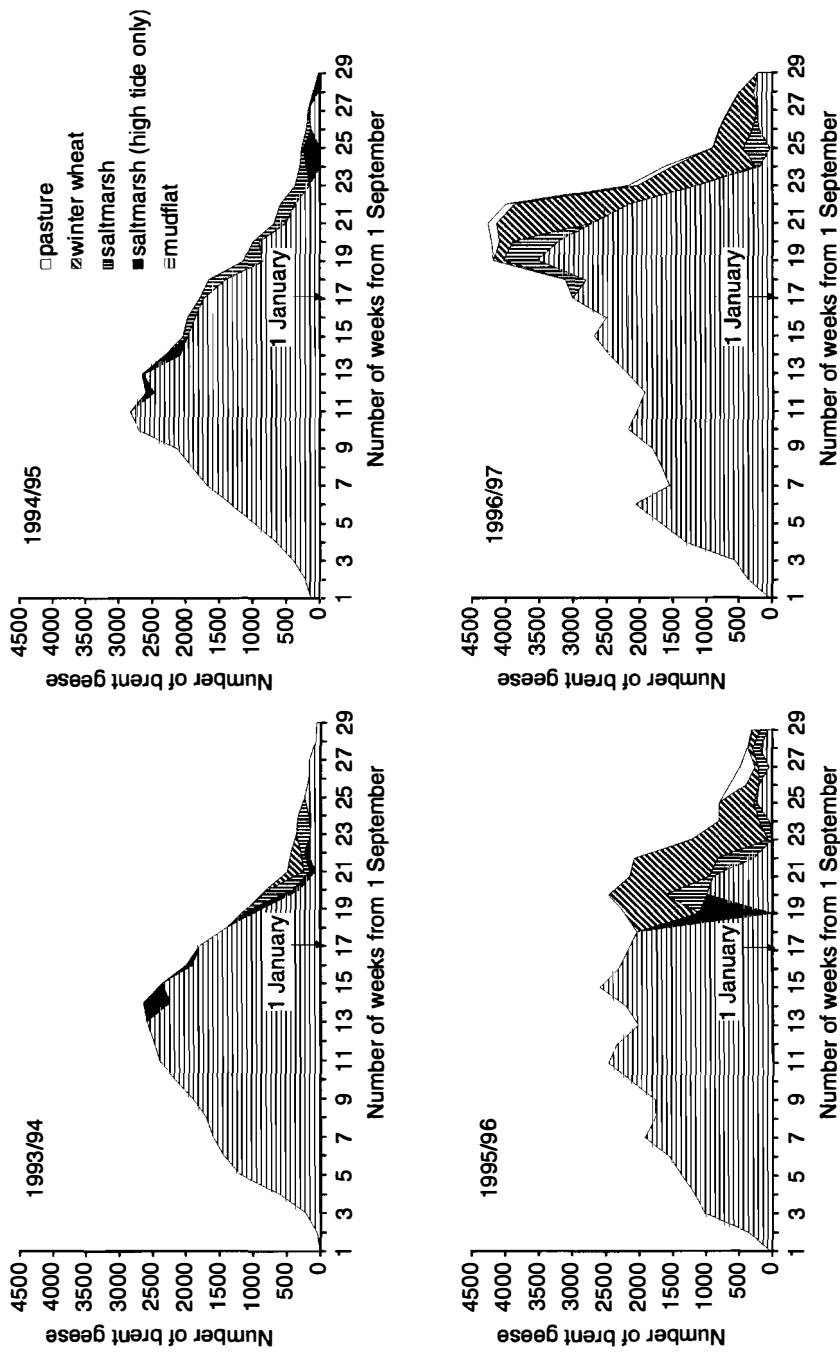 1993/94
Number of brent geese
4500
4000
3500
3000
2500
2000
1500
1000
500
0
1 January
1 3 5 7 9 11 13 15 17 19 21 23 25 27 29
Number of weeks from 1 September
1994/95
Number of brent geese
4500
4000
3500
3000
2500
2000
1500
1000
500
0
pasture
winter wheat
saltmarsh
saltmarsh (high tide only)
mudflat
1 January
1 3 5 7 9 11 13 15 17 19 21 23 25 27 29
Number of weeks from 1 September
1995/96
Number of brent geese
4500
4000
3500
3000
2500
2000
1500
1000
500
0
1 January
1 3 5 7 9 11 13 15 17 19 21 23 25 27 29
Number of weeks from 1 September
1996/97
Number of brent geese
4500
4000
3500
3000
2500
2000
1500
1000
500
0
1 January
1 3 5 7 9 11 13 15 17 19 21 23 25 27 29
Number of weeks from 1 September